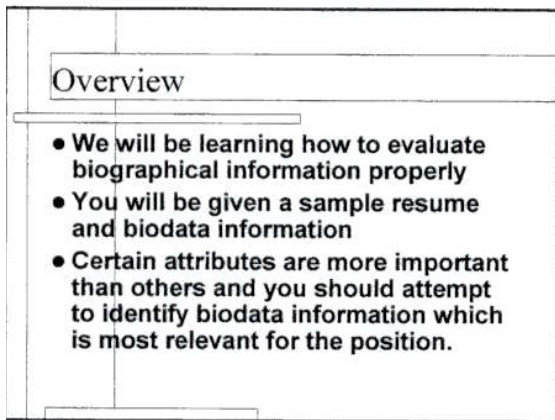 Overview
● We will be learning how to evaluate
biographical information properly
● You will be given a sample resume
and biodata information
● Certain attributes are more important
than others and you should attempt
to identify biodata information which
is most relevant for the position.